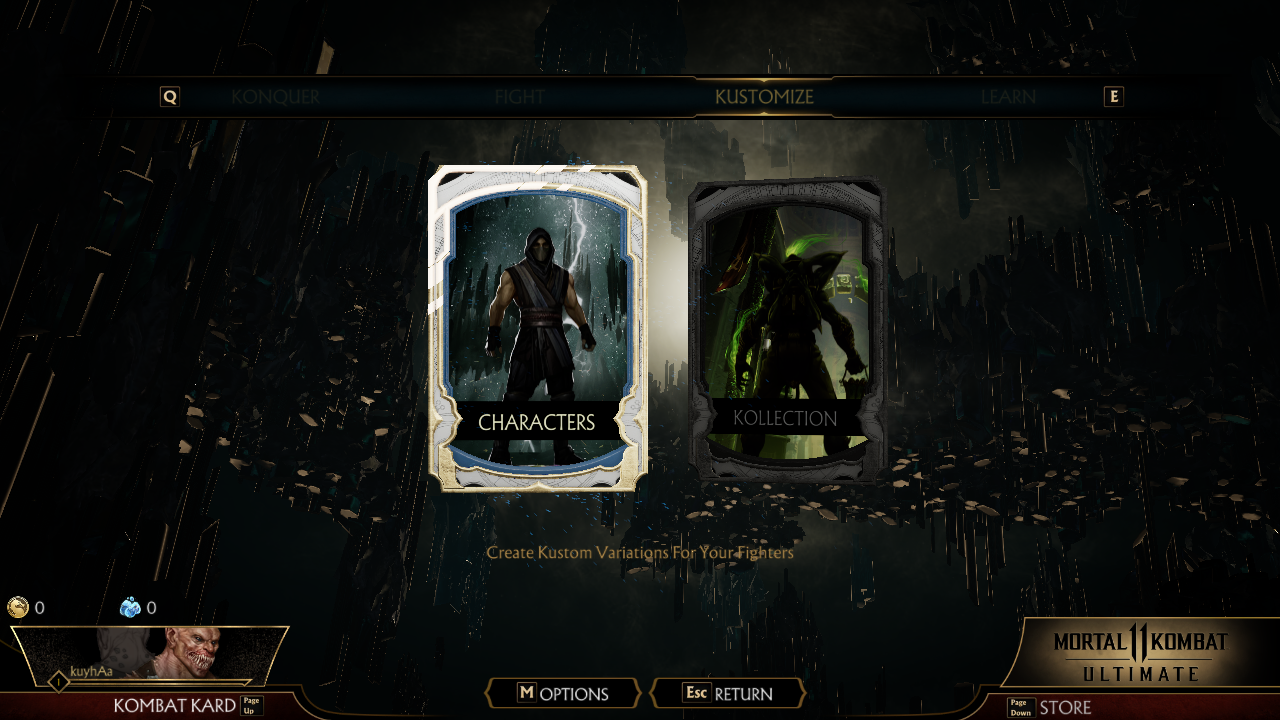 Q KONQUER FIGHT KUSTOMIZE LEARN E
CHARACTERS
KOLLECTION
Create Kustom Variations For Your Fighters
0 0
kuyhAa
1
KOMBAT KARD Page Up
M OPTIONS
Esc RETURN
MORTAL 11 KOMBAT
ULTIMATE
Page Down STORE